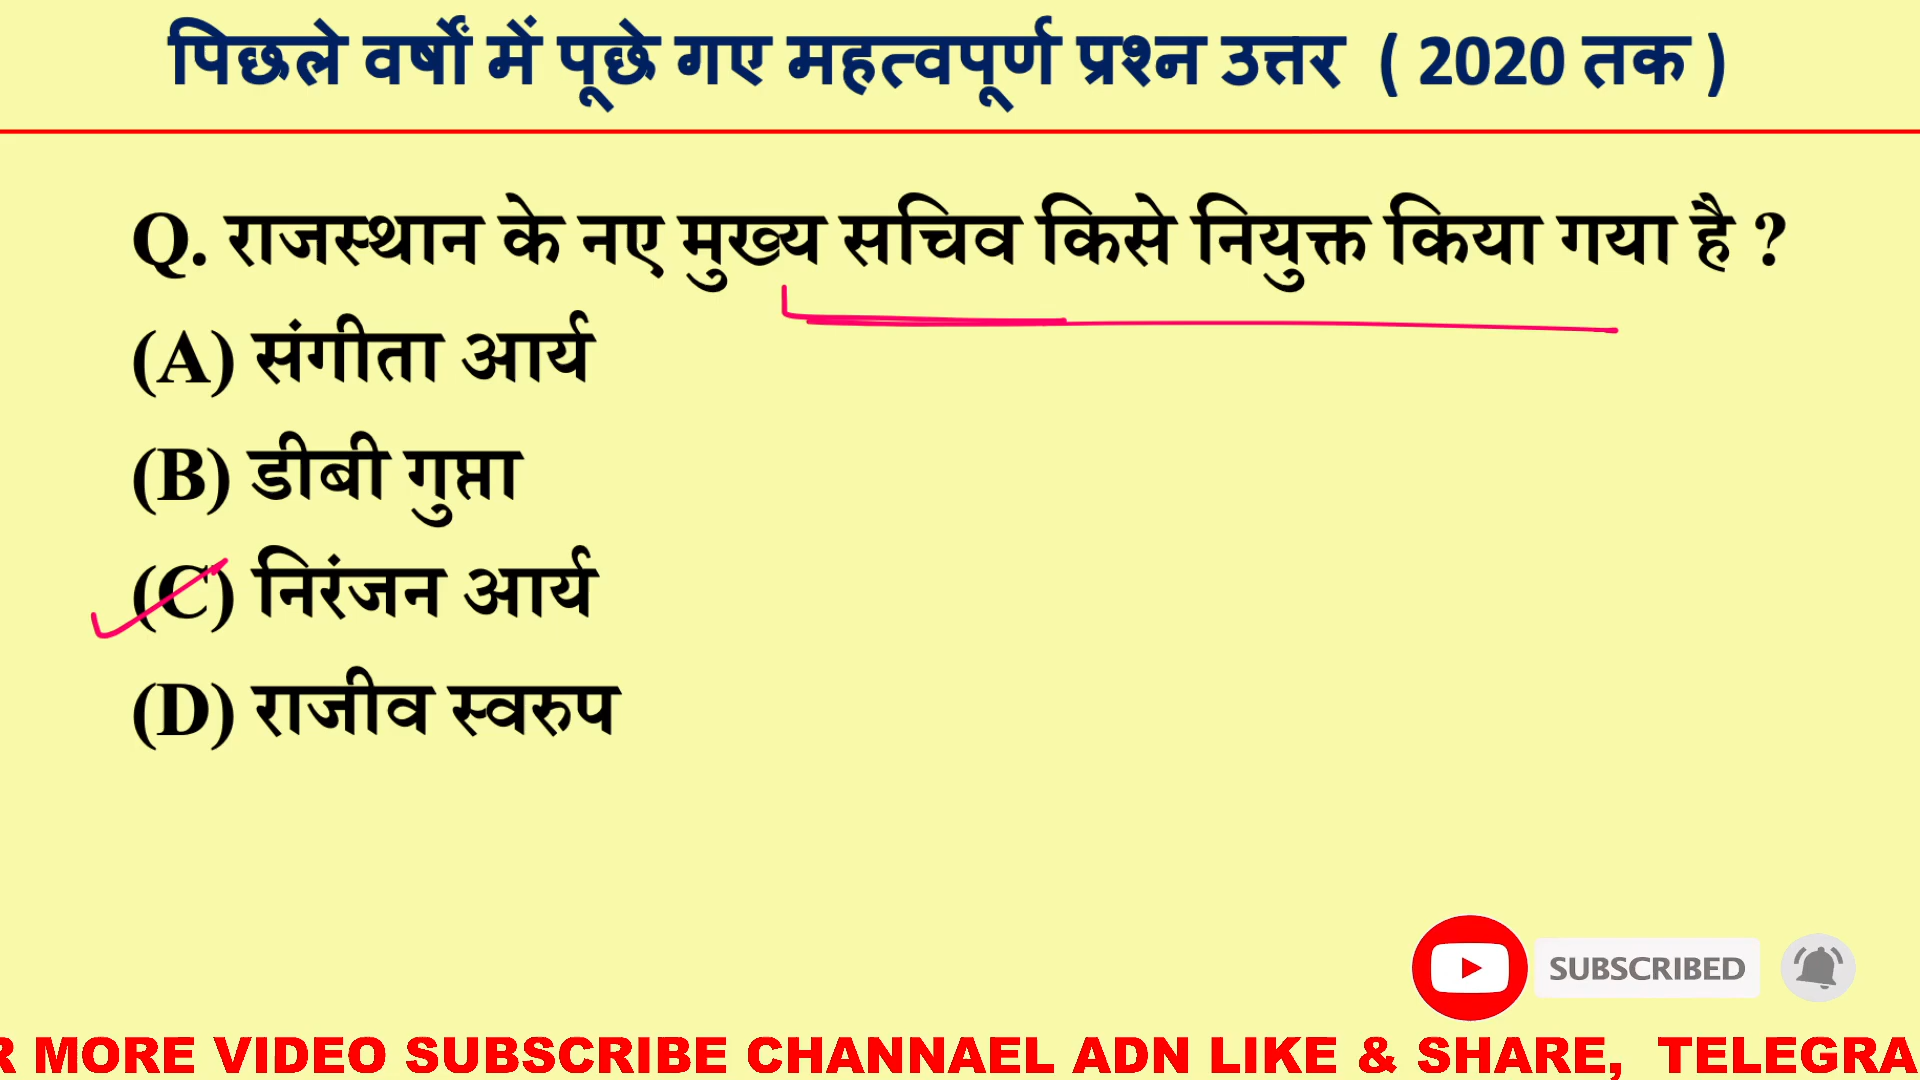 पिछले वर्षों में पूछे गए महत्वपूर्ण प्रश्न उत्तर ( 2020 तक )
Q. राजस्थान के नए मुख्य सचिव किसे नियुक्त किया गया है ?
(A) संगीता आर्य
(B) डीबी गुप्ता
(C) निरंजन आर्य
(D) राजीव स्वरुप
SUBSCRIBED
R MORE VIDEO SUBSCRIBE CHANNAEL ADN LIKE & SHARE, TELEGRA